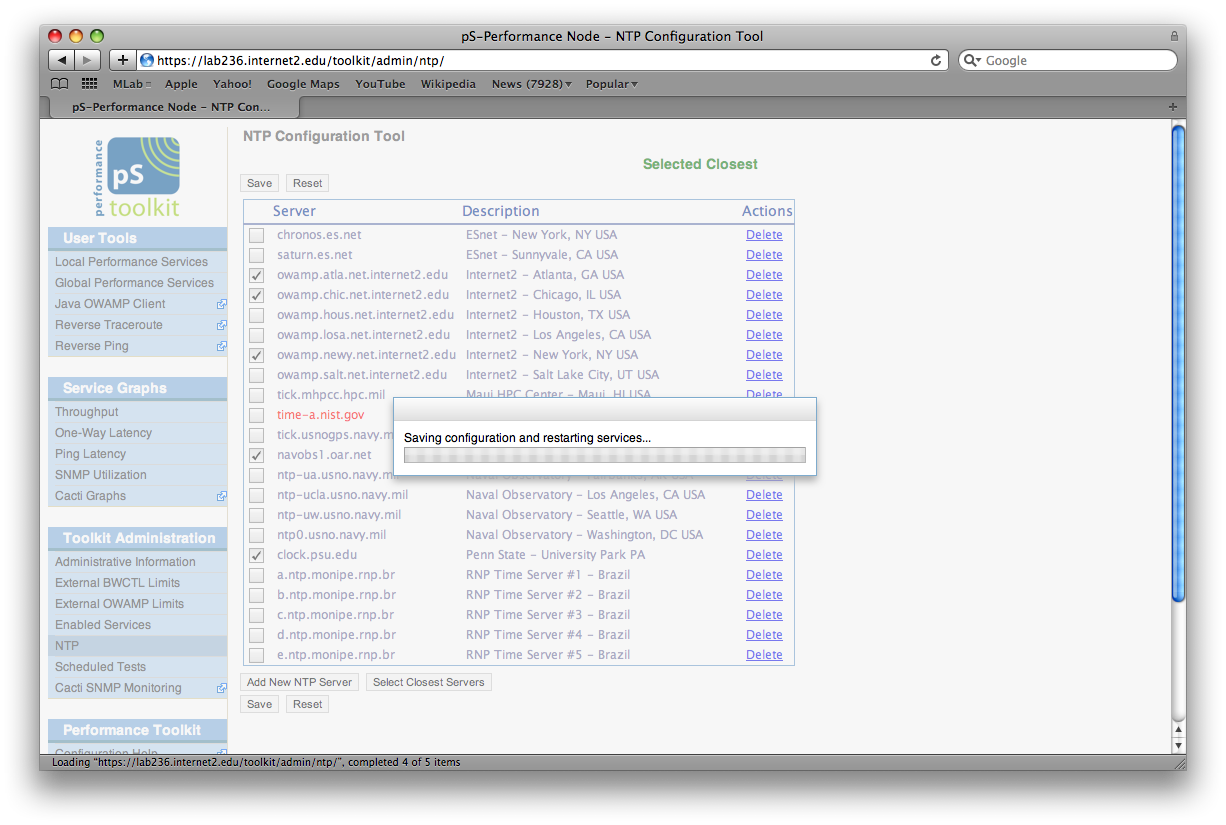 pS-Performance Node – NTP Configuration Tool
https://lab236.internet2.edu/toolkit/admin/ntp/
Google
MLab Apple Yahoo! Google Maps YouTube Wikipedia News (7928) Popular
pS-Performance Node – NTP Con...
performance
pS
toolkit
User Tools
Local Performance Services
Global Performance Services
Java OWAMP Client
Reverse Traceroute
Reverse Ping
Service Graphs
Throughput
One-Way Latency
Ping Latency
SNMP Utilization
Cacti Graphs
Toolkit Administration
Administrative Information
External BWCTL Limits
External OWAMP Limits
Enabled Services
NTP
Scheduled Tests
Cacti SNMP Monitoring
Performance Toolkit
Configuration Help
NTP Configuration Tool
Selected Closest
Save Reset
Server Description Actions
chronos.es.net ESnet – New York, NY USA Delete
saturn.es.net ESnet – Sunnyvale, CA USA Delete
owamp.atla.net.internet2.edu Internet2 – Atlanta, GA USA Delete
owamp.chic.net.internet2.edu Internet2 – Chicago, IL USA Delete
owamp.hous.net.internet2.edu Internet2 – Houston, TX USA Delete
owamp.losa.net.internet2.edu Internet2 – Los Angeles, CA USA Delete
owamp.newy.net.internet2.edu Internet2 – New York, NY USA Delete
owamp.salt.net.internet2.edu Internet2 – Salt Lake City, UT USA Delete
tick.mhpcc.hpc.mil Maui HPC Center – Maui, HI USA Delete
time-a.nist.gov
tick.usnogps.navy.m
navobs1.oar.net
Saving configuration and restarting services...
ntp-ua.usno.navy.m Delete
ntp-ucla.usno.navy.mil Naval Observatory – Los Angeles, CA USA Delete
ntp-uw.usno.navy.mil Naval Observatory – Seattle, WA USA Delete
ntp0.usno.navy.mil Naval Observatory – Washington, DC USA Delete
clock.psu.edu Penn State – University Park PA Delete
a.ntp.monipe.rnp.br RNP Time Server #1 – Brazil Delete
b.ntp.monipe.rnp.br RNP Time Server #2 – Brazil Delete
c.ntp.monipe.rnp.br RNP Time Server #3 – Brazil Delete
d.ntp.monipe.rnp.br RNP Time Server #4 – Brazil Delete
e.ntp.monipe.rnp.br RNP Time Server #5 – Brazil Delete
Add New NTP Server Select Closest Servers
Save Reset
Loading “https://lab236.internet2.edu/toolkit/admin/ntp/”, completed 4 of 5 items